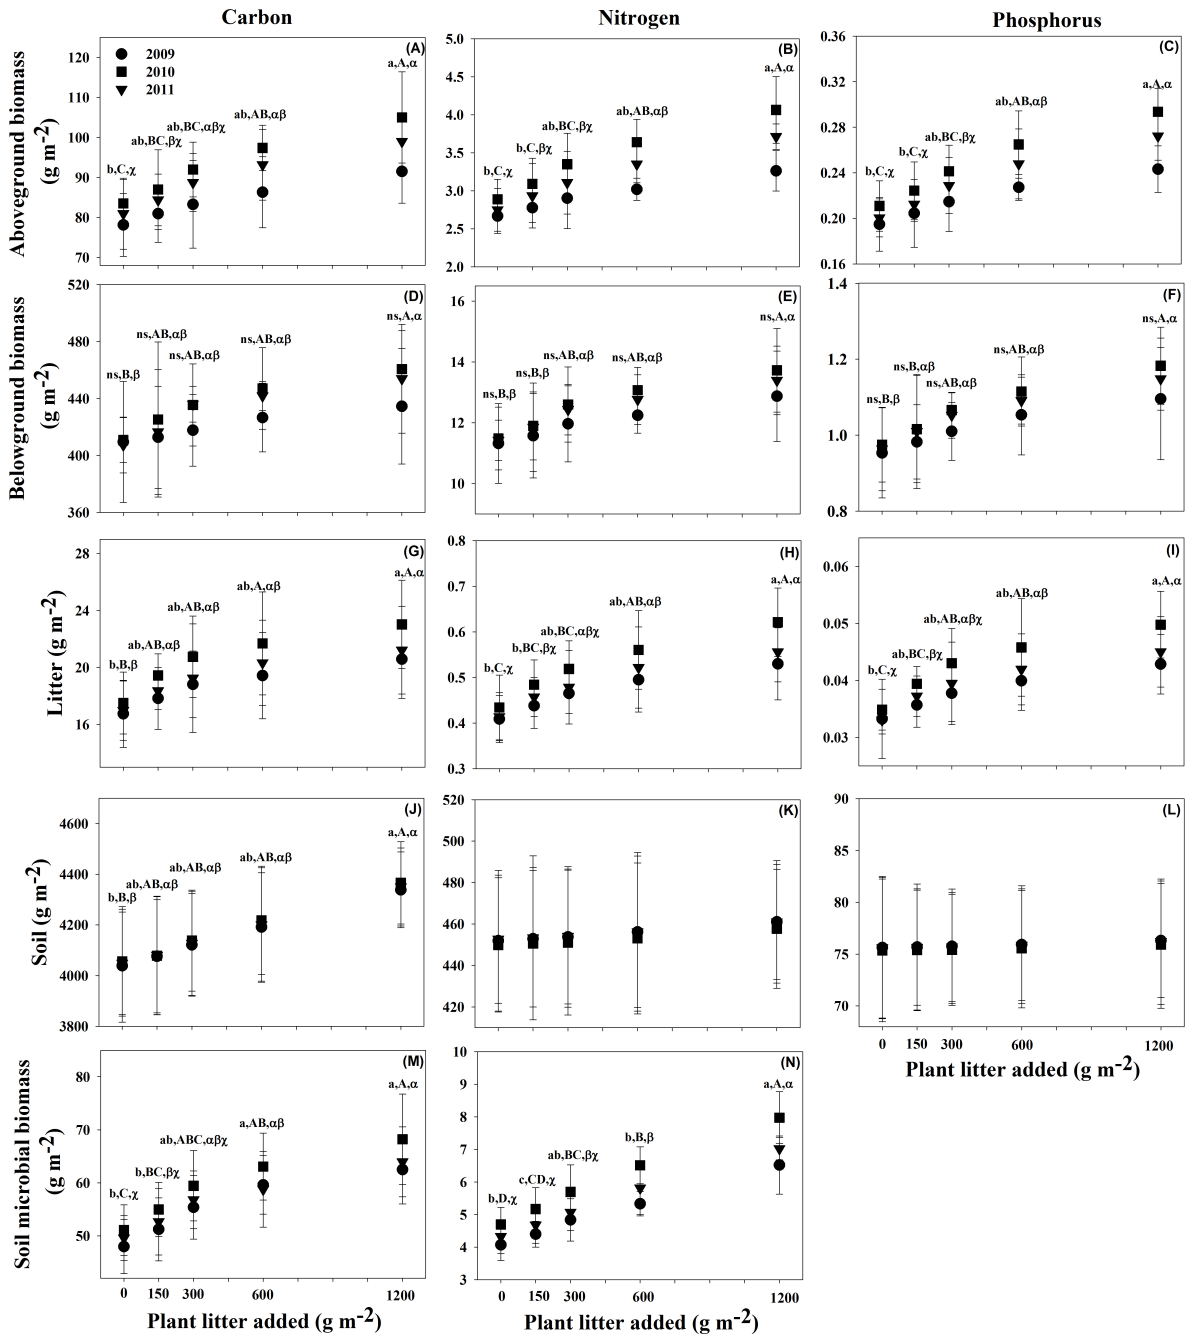 Carbon Nitrogen Phosphorus
Aboveground biomass
(g m-2)
(A)
2009
2010
2011
120
110
100
90
80
70
b,C,χ
ab,BC,βχ
ab,BC,αβχ
ab,AB,αβ
a,A,α
(B)
5.0
4.5
4.0
3.5
3.0
2.5
2.0
b,C,χ
b,C,βχ
ab,BC,βχ
ab,AB,αβ
a,A,α
(C)
0.36
0.32
0.28
0.24
0.20
0.16
b,C,χ
b,C,χ
ab,BC,βχ
ab,AB,αβ
a,A,α
Belowground biomass
(g m-2)
(D)
520
480
440
400
360
ns,B,β
ns,AB,αβ
ns,AB,αβ
ns,AB,αβ
ns,A,α
(E)
16
14
12
10
ns,B,β
ns,B,β
ns,AB,αβ
ns,AB,αβ
ns,A,α
(F)
1.4
1.2
1.0
0.8
ns,B,β
ns,B,αβ
ns,AB,αβ
ns,AB,αβ
ns,A,α
Litter (g m-2)
(G)
28
24
20
16
b,B,β
ab,AB,αβ
ab,AB,αβ
ab,A,αβ
a,A,α
(H)
0.8
0.7
0.6
0.5
0.4
0.3
b,C,χ
b,BC,βχ
ab,BC,αβχ
ab,AB,αβ
a,A,α
(I)
0.06
0.05
0.04
0.03
b,C,χ
ab,BC,βχ
ab,AB,αβχ
ab,AB,αβ
a,A,α
Soil (g m-2)
(J)
4600
4400
4200
4000
3800
b,B,β
ab,AB,αβ
ab,AB,αβ
ab,AB,αβ
a,A,α
(K)
520
500
480
460
440
420
(L)
90
85
80
75
70
0 150 300 600 1200
Plant litter added (g m-2)
Soil microbial biomass
(g m-2)
(M)
80
70
60
50
b,C,χ
b,BC,βχ
ab,ABC,αβχ
a,AB,αβ
a,A,α
0 150 300 600 1200
Plant litter added (g m-2)
(N)
10
9
8
7
6
5
4
3
b,D,χ
c,CD,χ
ab,BC,βχ
b,B,β
a,A,α
0 150 300 600 1200
Plant litter added (g m-2)